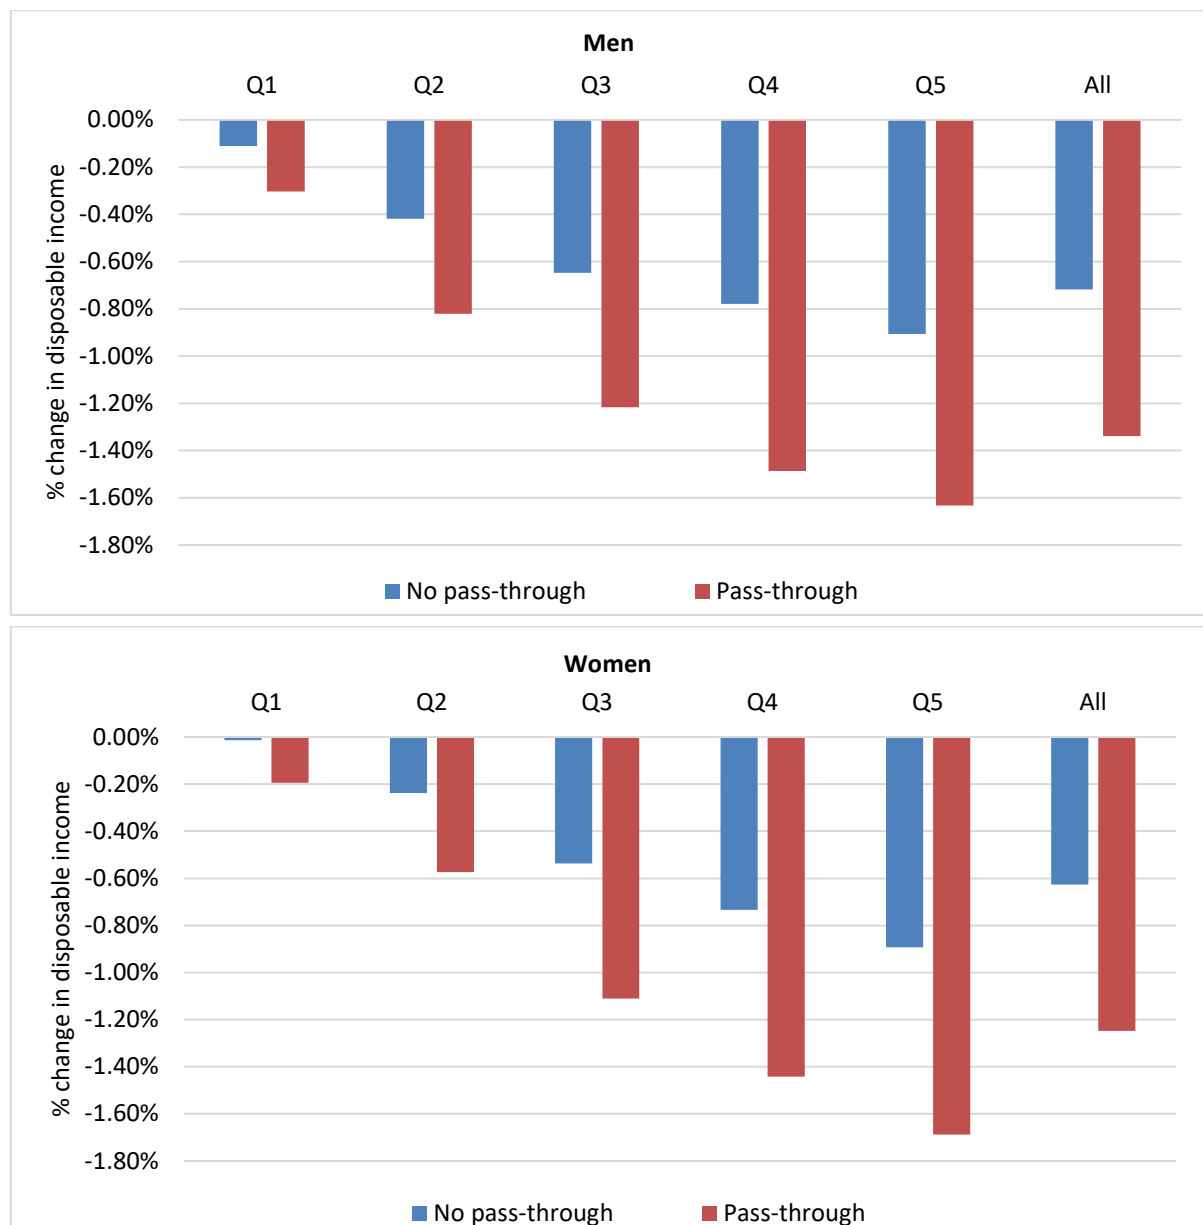 Men
Q1 Q2 Q3 Q4 Q5 All
0.00%
-0.20%
-0.40%
-0.60%
-0.80%
-1.00%
-1.20%
-1.40%
-1.60%
-1.80%
% change in disposable income
No pass-through Pass-through
Women
Q1 Q2 Q3 Q4 Q5 All
0.00%
-0.20%
-0.40%
-0.60%
-0.80%
-1.00%
-1.20%
-1.40%
-1.60%
-1.80%
% change in disposable income
No pass-through Pass-through